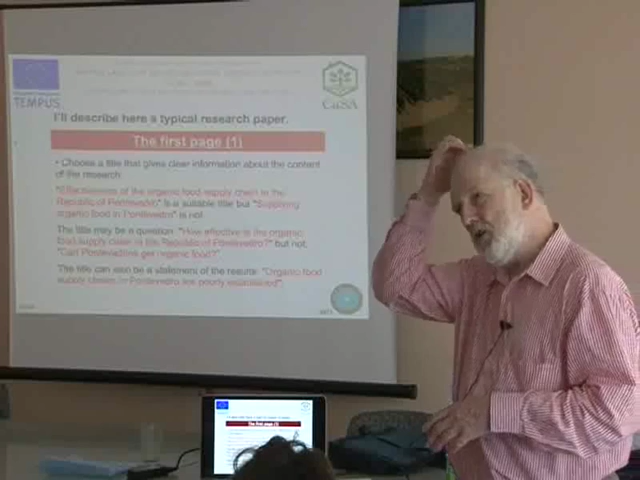 TEMPUS
CaSA
I'll describe here a typical research paper.
The first page (1)
• Choose a title that gives clear information about the content
of the research:
"Effectiveness of the organic food supply chain in the
Republic of Pontevedro" is a suitable title but "Supplying
organic food in Pontevedro" is not.
The title may be a question: "How effective is the organic
food supply chain in the Republic of Pontevedro?" but not,
"Can Pontevedrins get organic food?"
The title can also be a statement of the results: "Organic food
supply chains in Pontevedro are poorly established".
The first page (1)